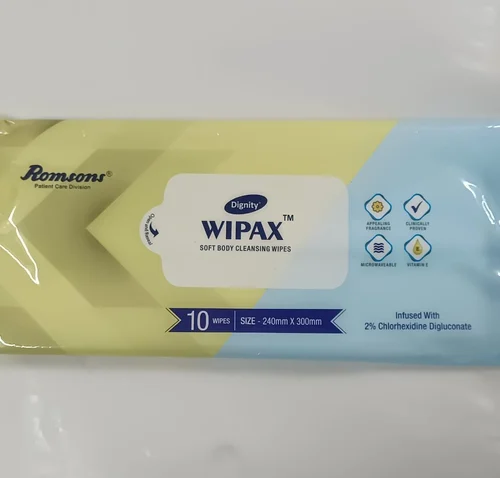 Romsons®
Patient Care Division
Dignity®
WIPAX™
SOFT BODY CLEANSING WIPES
Open and Reseal
APPEALING
FRAGRANCE
CLINICALLY
PROVEN
MICROWAVEABLE
VITAMIN E
10 WIPES SIZE - 240mm X 300mm
Infused With
2% Chlorhexidine Digluconate